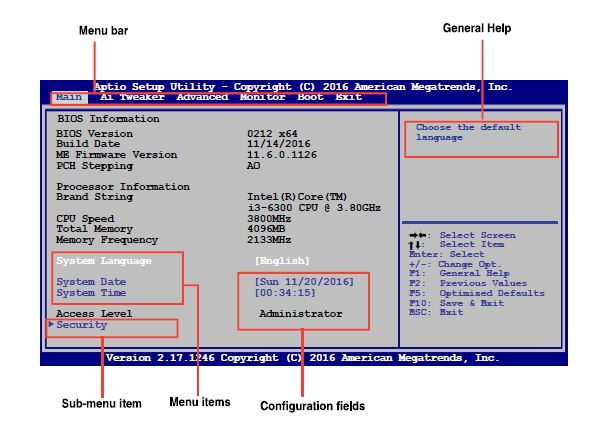 Menu bar
General Help
Aptio Setup Utility - Copyright (C) 2016 American Megatrends, Inc.
Main Ai Tweaker Advanced Monitor Boot Exit
BIOS Information
BIOS Version 0212 x64
Build Date 11/14/2016
ME Firmware Version 11.6.0.1126
PCH Stepping A0
Processor Information
Brand String Intel(R)Core(TM)
i3-6300 CPU @ 3.80GHz
CPU Speed 3800MHz
Total Memory 4096MB
Memory Frequency 2133MHz
System Language [English]
System Date [Sun 11/20/2016]
System Time [00:34:15]
Access Level Administrator
Security
Choose the default
language
→←: Select Screen
↑↓: Select Item
Enter: Select
+/-: Change Opt.
F1: General Help
F2: Previous Values
F5: Optimized Defaults
F10: Save & Exit
ESC: Exit
Version 2.17.1246 Copyright (C) 2016 American Megatrends, Inc.
Sub-menu item
Menu items
Configuration fields